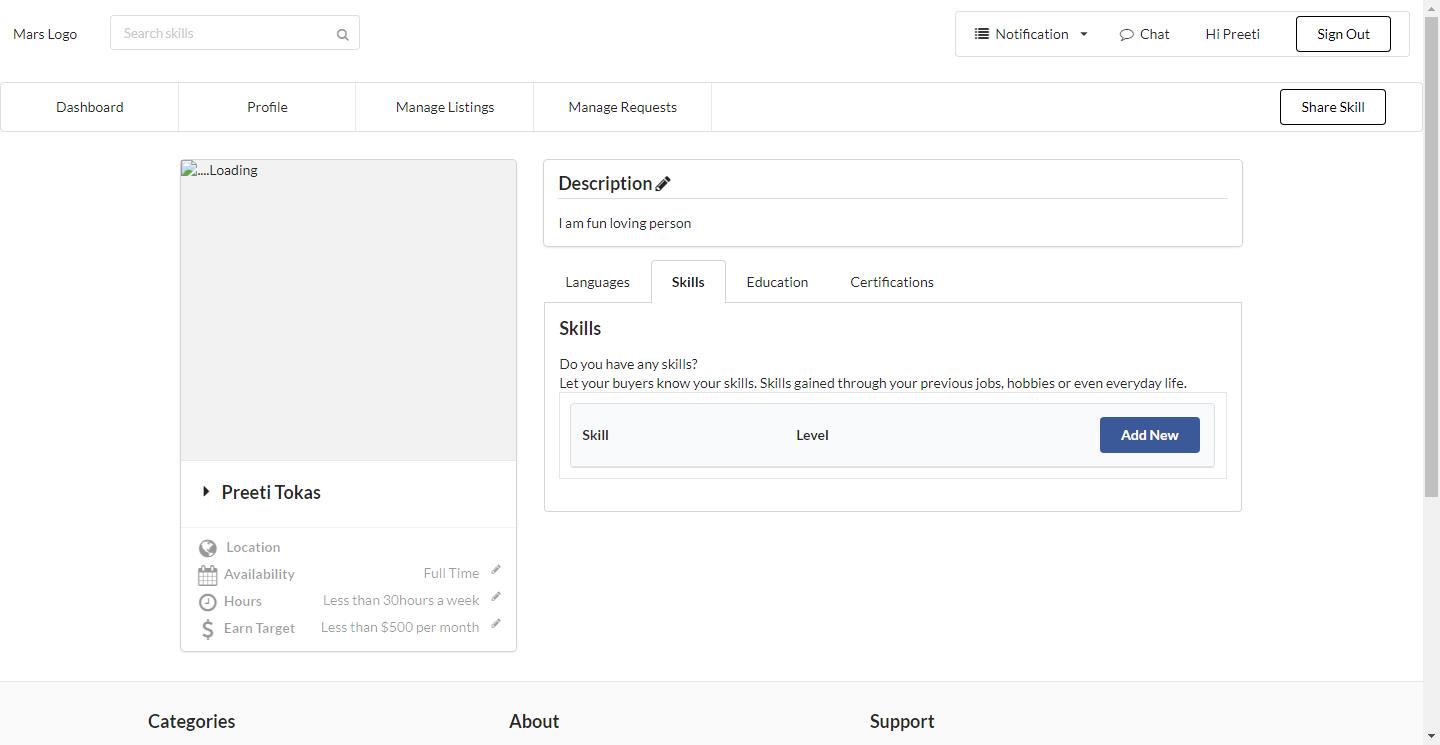 Mars Logo
Search skills
Notification
Chat
Hi Preeti
Sign Out
Dashboard
Profile
Manage Listings
Manage Requests
Share Skill
....Loading
Preeti Tokas
Location
Availability
Full Time
Hours
Less than 30hours a week
Earn Target
Less than $500 per month
Description
I am fun loving person
Languages
Skills
Education
Certifications
Skills
Do you have any skills?
Let your buyers know your skills. Skills gained through your previous jobs, hobbies or even everyday life.
Skill
Level
Add New
Categories
About
Support